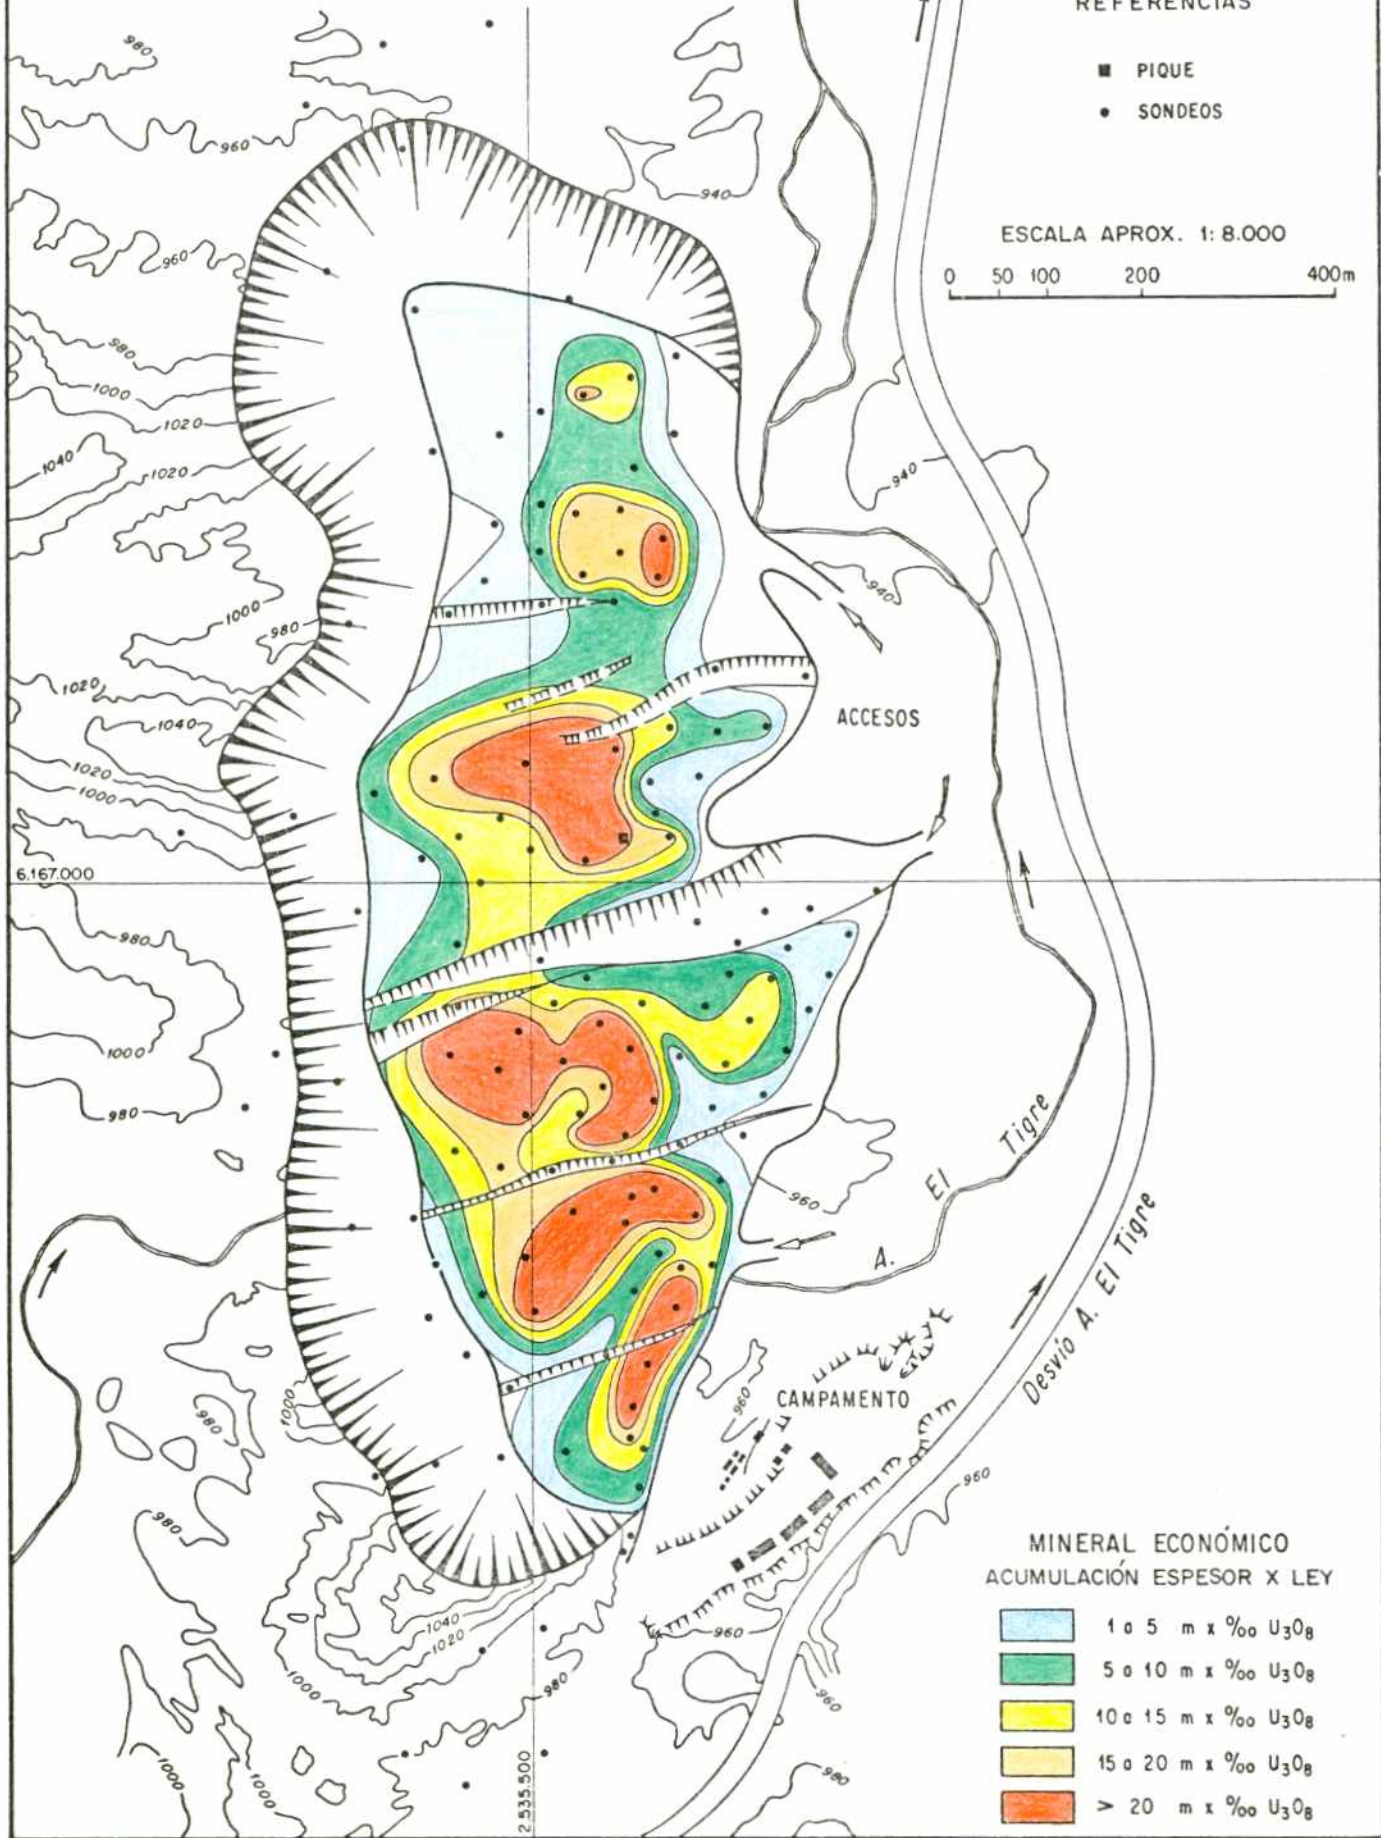 REFERENCIAS
PIQUE
SONDEOS
ESCALA APROX. 1: 8.000
0 50 100 200 400m
980
960
940
960
980
1000
1020
1040
1020
940
940
1000
980
1020
1040
1020
1000
ACCESOS
6.167.000
980
1000
980
960
A. El Tigre
Desvío A. El Tigre
CAMPAMENTO
960
980
1000
960
980
1040
1020
1000
980
960
960
980
1000
1000
2.535.500
MINERAL ECONÓMICO
ACUMULACIÓN ESPESOR X LEY
1 a 5 m x ‰ U₃O₈
5 a 10 m x ‰ U₃O₈
10 a 15 m x ‰ U₃O₈
15 a 20 m x ‰ U₃O₈
> 20 m x ‰ U₃O₈